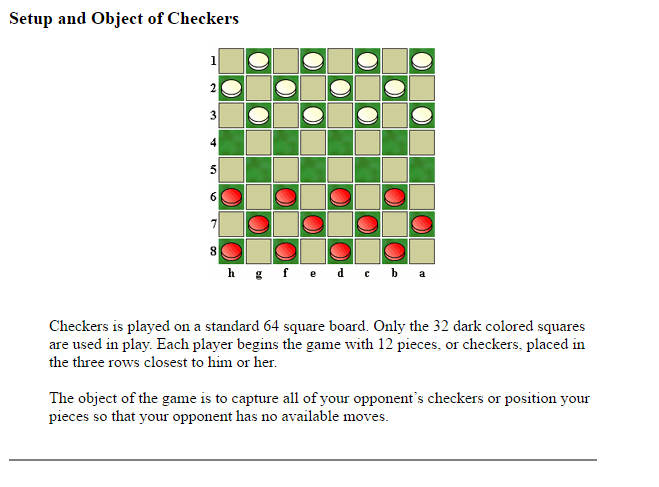 Setup and Object of Checkers
1
2
3
4
5
6
7
8
h g f e d c b a
Checkers is played on a standard 64 square board. Only the 32 dark colored squares
are used in play. Each player begins the game with 12 pieces, or checkers, placed in
the three rows closest to him or her.
The object of the game is to capture all of your opponent's checkers or position your
pieces so that your opponent has no available moves.